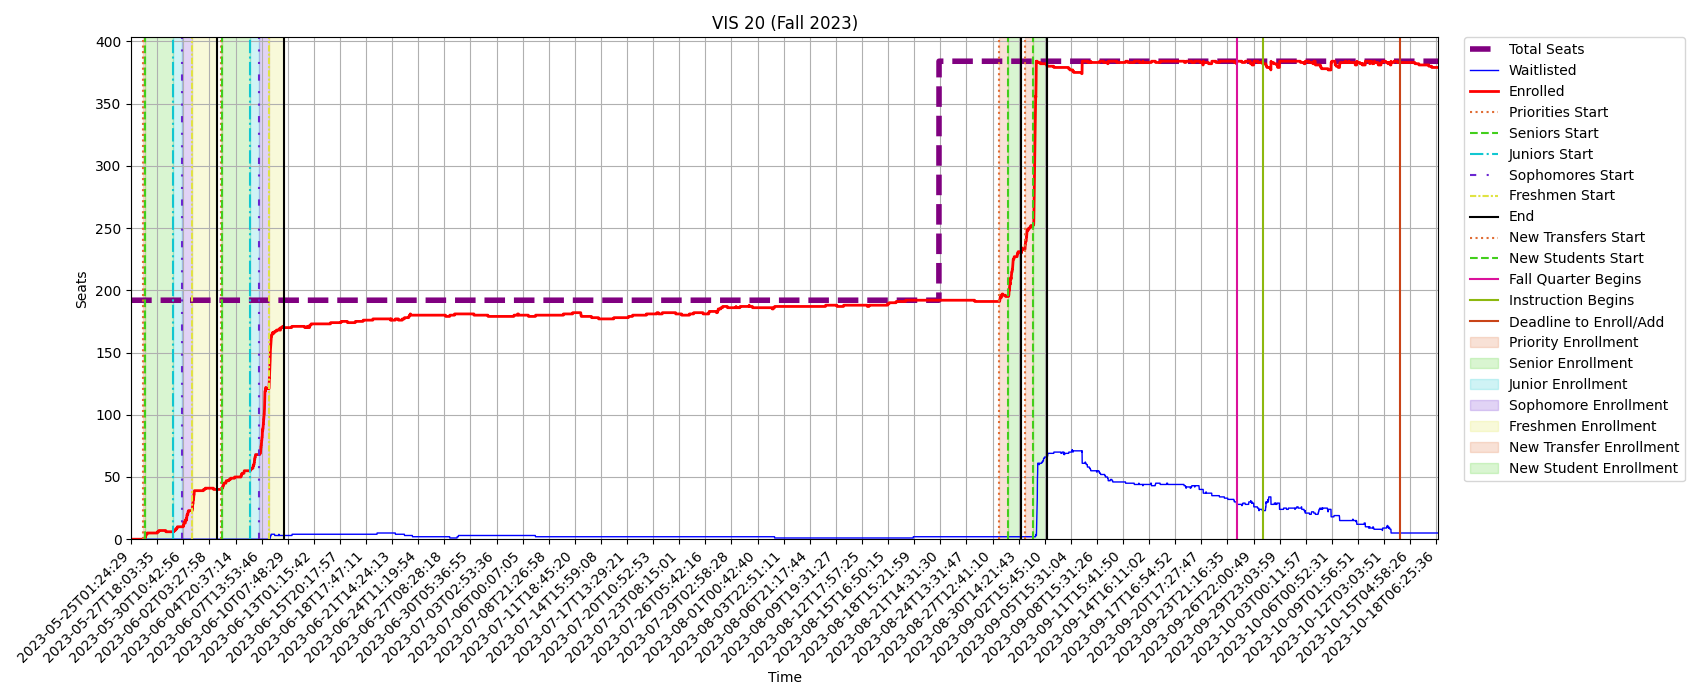 VIS 20 (Fall 2023)
400
350
300
250
200
150
100
50
0
Seats
2023-05-25T01:24:29
2023-05-27T18:03:35
2023-05-30T10:42:56
2023-06-02T03:27:58
2023-06-04T20:37:14
2023-06-07T13:53:46
2023-06-10T07:48:29
2023-06-13T01:15:42
2023-06-15T20:17:57
2023-06-18T17:47:11
2023-06-21T14:24:13
2023-06-24T11:19:54
2023-06-27T08:28:18
2023-06-30T05:36:55
2023-07-03T02:53:36
2023-07-06T00:07:05
2023-07-08T21:26:58
2023-07-11T18:45:20
2023-07-14T15:59:08
2023-07-17T13:29:21
2023-07-20T10:52:53
2023-07-23T08:15:01
2023-07-26T05:42:16
2023-07-29T02:58:28
2023-08-01T00:42:40
2023-08-03T22:51:11
2023-08-06T21:17:44
2023-08-09T19:31:27
2023-08-12T17:57:25
2023-08-15T16:50:15
2023-08-18T15:21:59
2023-08-21T14:31:30
2023-08-24T13:31:47
2023-08-27T12:41:10
2023-08-30T14:21:43
2023-09-02T15:45:10
2023-09-05T15:31:04
2023-09-08T15:31:26
2023-09-11T15:41:50
2023-09-14T16:11:02
2023-09-17T16:54:52
2023-09-20T17:27:47
2023-09-23T21:16:35
2023-09-26T22:00:49
2023-09-29T23:03:59
2023-10-03T00:11:57
2023-10-06T00:52:31
2023-10-09T01:56:51
2023-10-12T03:03:51
2023-10-15T04:58:26
2023-10-18T06:25:36
Time
Total Seats
Waitlisted
Enrolled
Priorities Start
Seniors Start
Juniors Start
Sophomores Start
Freshmen Start
End
New Transfers Start
New Students Start
Fall Quarter Begins
Instruction Begins
Deadline to Enroll/Add
Priority Enrollment
Senior Enrollment
Junior Enrollment
Sophomore Enrollment
Freshmen Enrollment
New Transfer Enrollment
New Student Enrollment